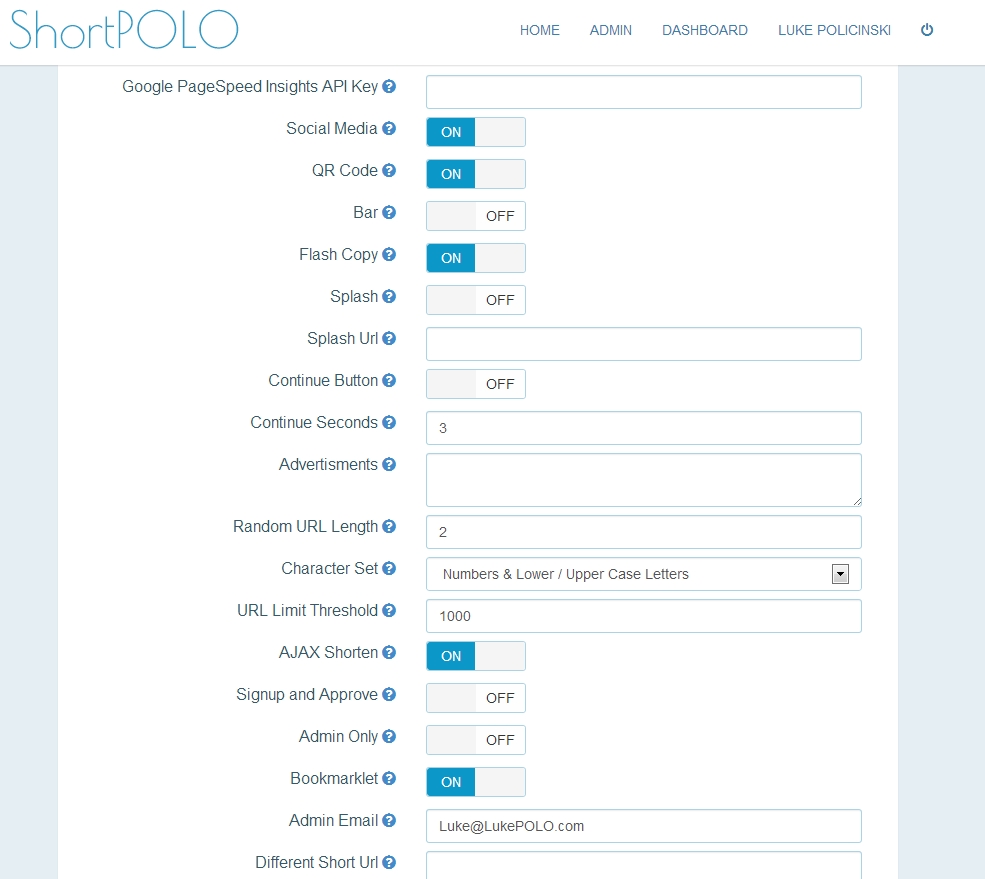 ShortPOLO
HOME ADMIN DASHBOARD LUKE POLICINSKI
Google PageSpeed Insights API Key
Social Media ON
QR Code ON
Bar OFF
Flash Copy ON
Splash OFF
Splash Url
Continue Button OFF
Continue Seconds 3
Advertisments
Random URL Length 2
Character Set Numbers & Lower / Upper Case Letters
URL Limit Threshold 1000
AJAX Shorten ON
Signup and Approve OFF
Admin Only OFF
Bookmarklet ON
Admin Email Luke@LukePOLO.com
Different Short Url